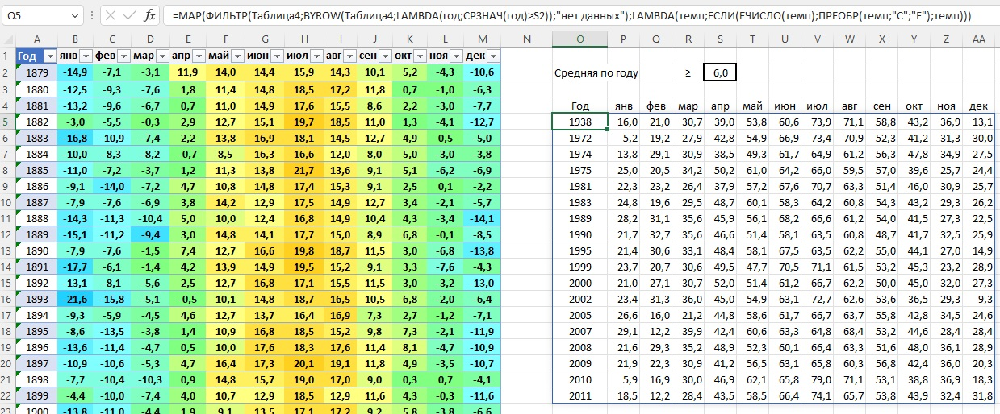 O5 fx =MAP(ФИЛЬТР(Таблица4;BYROW(Таблица4;LAMBDA(год;СРЗНАЧ(год)>S2));"нет данных");LAMBDA(темп;ЕСЛИ(ЕЧИСЛО(темп);ПРЕОБР(темп;"C";"F");темп)))
A B C D E F G H I J K L M N O P Q R S T U V W X Y Z AA
1 Год янв фев мар апр май июн июл авг сен окт ноя дек
2 1879 -14,9 -7,1 -3,1 11,9 14,0 14,4 15,9 14,3 10,1 5,2 -4,3 -10,6 Средняя по году ≥ 6,0
3 1880 -12,5 -9,3 -7,6 1,8 11,4 14,8 18,5 17,2 11,8 0,7 -1,0 -6,3
4 1881 -13,2 -9,6 -6,7 0,7 11,0 14,9 17,6 15,5 8,6 2,2 -3,0 -7,7 Год янв фев мар апр май июн июл авг сен окт ноя дек
5 1882 -3,0 -5,5 -0,3 2,9 12,7 15,1 19,7 18,5 11,0 1,3 -4,1 -12,7 1938 16,0 21,0 30,7 39,0 53,8 60,6 73,9 71,1 58,8 43,2 36,9 13,1
6 1883 -16,8 -10,9 -7,4 2,2 13,8 16,9 18,1 14,5 12,7 4,9 0,5 -5,0 1972 5,2 19,2 27,9 42,8 54,9 66,9 73,4 70,9 52,3 41,2 31,3 30,0
7 1884 -10,0 -8,3 -8,2 -0,7 8,5 16,3 16,6 12,0 8,0 5,0 -3,0 -3,8 1974 13,8 29,1 30,9 38,5 49,3 61,7 64,9 61,2 56,3 47,8 34,9 27,5
8 1885 -11,0 -7,2 -3,7 1,2 11,3 13,8 21,7 13,6 9,1 5,1 -6,2 -6,9 1975 25,0 20,5 34,2 50,2 61,0 64,2 66,0 59,5 57,0 39,6 25,7 24,4
9 1886 -9,1 -14,0 -7,2 4,7 10,8 14,8 17,4 15,3 9,1 2,5 0,1 -2,2 1981 22,3 23,2 26,4 37,9 57,2 67,6 70,7 63,3 51,4 46,0 30,9 25,7
10 1887 -7,9 -7,6 -6,9 3,8 14,2 12,9 17,5 14,9 12,7 3,4 -2,1 -5,7 1983 24,8 19,6 29,5 48,7 60,1 58,3 64,2 60,8 54,3 43,2 29,3 26,2
11 1888 -14,3 -11,3 -10,4 5,0 10,0 12,4 16,8 14,9 10,4 4,3 -3,4 -14,1 1989 28,2 31,1 35,6 45,9 56,1 68,2 66,6 61,2 54,0 41,5 27,3 22,5
12 1889 -15,1 -11,2 -9,4 3,0 14,8 14,1 17,7 15,0 8,9 6,8 -0,1 -8,5 1990 21,7 32,7 35,6 46,6 51,4 58,1 63,5 60,8 48,7 41,7 32,5 25,9
13 1890 -7,9 -7,6 -1,5 7,4 12,7 16,6 19,8 18,7 11,5 3,0 -6,8 -13,8 1995 21,4 30,6 33,1 48,4 58,1 67,5 63,5 62,2 55,0 44,1 27,0 14,9
14 1891 -17,7 -6,1 -1,4 4,2 13,9 14,9 19,5 15,2 9,1 3,3 -7,6 -4,3 1999 23,7 20,7 30,6 49,5 47,7 70,5 71,1 61,5 53,2 45,3 23,2 28,9
15 1892 -13,1 -8,1 -5,6 2,5 12,7 16,8 17,1 15,5 11,5 3,0 -3,2 -13,0 2000 21,0 27,1 30,7 52,0 51,4 61,2 66,7 62,2 50,0 45,0 32,0 27,3
16 1893 -21,6 -15,8 -5,1 -0,5 10,1 14,8 18,7 16,5 10,5 6,8 -2,0 -6,4 2002 23,4 31,3 36,0 45,0 54,9 63,1 72,7 62,6 53,6 36,5 29,3 9,3
17 1894 -9,3 -5,9 -4,5 4,6 12,7 13,7 16,4 16,9 7,3 2,7 -1,2 -7,1 2005 26,6 16,0 21,2 44,8 58,6 61,7 66,7 63,7 55,8 42,8 34,5 24,6
18 1895 -8,6 -13,5 -3,8 1,4 10,9 16,8 18,5 15,2 9,8 7,3 -2,1 -11,9 2007 29,1 12,2 39,9 42,4 60,6 63,3 64,8 68,4 53,2 44,6 28,4 28,4
19 1896 -13,6 -11,4 -4,7 0,5 10,0 17,6 18,3 17,6 11,4 8,1 -4,7 -10,9 2008 21,6 29,3 35,2 48,9 52,3 60,1 66,4 63,3 51,6 48,0 36,1 28,9
20 1897 -10,9 -10,6 -5,3 4,7 16,4 17,3 20,1 19,1 11,8 2,4 -3,5 -10,7 2009 21,9 22,3 30,9 41,2 55,6 63,1 65,3 59,8 56,8 42,4 36,0 20,3
21 1898 -7,7 -10,4 -10,3 0,9 14,8 15,7 19,0 17,0 9,0 0,3 0,7 -4,1 2010 5,9 16,9 30,0 46,9 62,1 65,8 79,0 71,1 53,1 38,8 36,9 18,3
22 1899 -4,4 -10,0 -7,4 4,0 10,7 12,9 18,5 12,9 11,6 4,3 -0,3 -11,6 2011 18,5 12,2 28,4 43,5 58,5 66,4 74,1 65,7 53,8 43,9 32,4 31,8
23 1900 -13,8 -11,0 -4,4 1,9 9,1 13,5 17,1 17,2 9,2 5,8 -3,8 -6,6